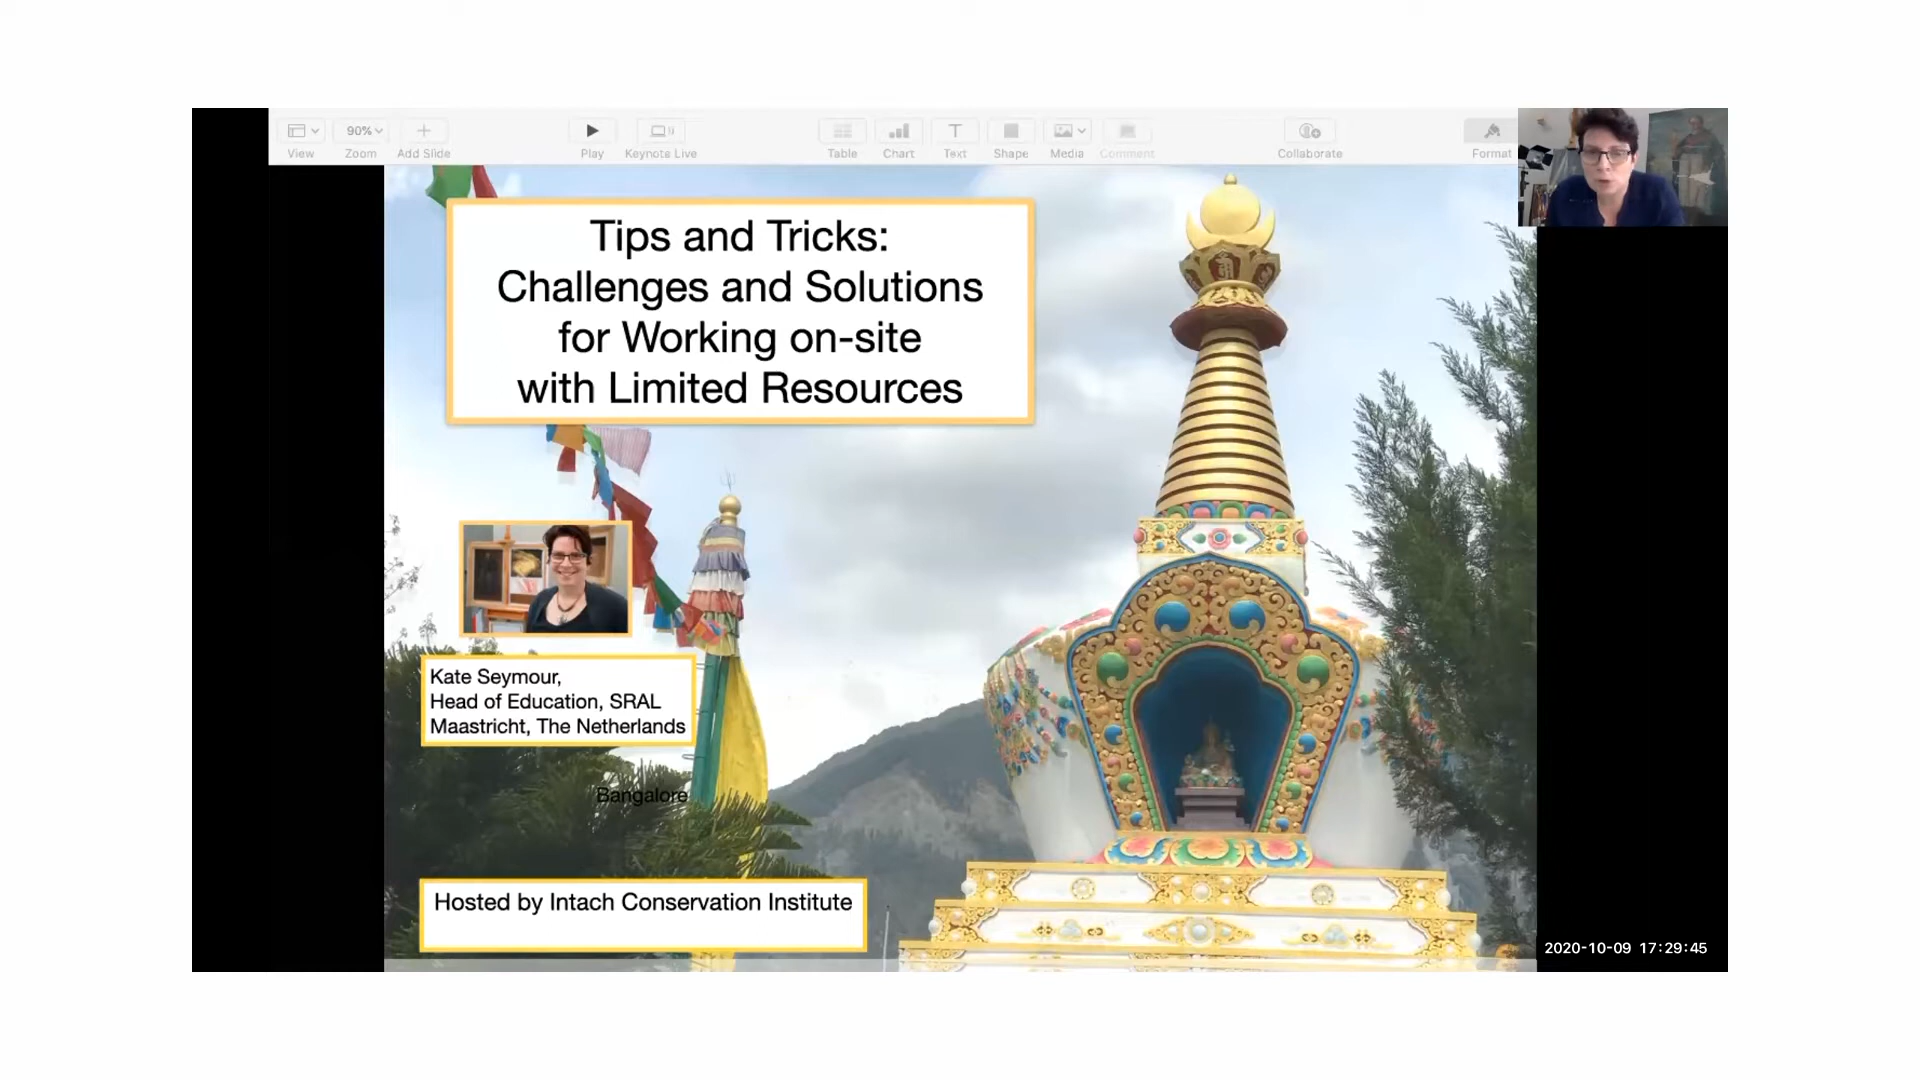 90%
View
Zoom
Add Slide
Play
Keynote Live
Table
Chart
Text
Shape
Media
Comment
Collaborate
Format
Tips and Tricks:
Challenges and Solutions
for Working on-site
with Limited Resources
Kate Seymour,
Head of Education, SRAL
Maastricht, The Netherlands
Bangalore
Hosted by Intach Conservation Institute
2020-10-09 17:29:45